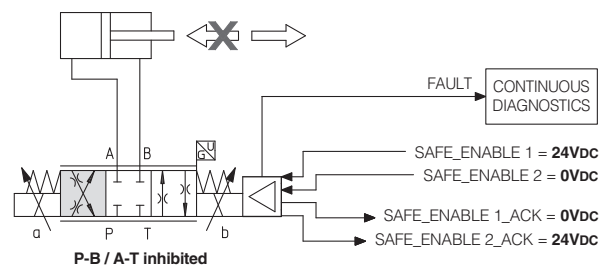 FAULT
CONTINUOUS
DIAGNOSTICS
A B
G U
SAFE_ENABLE 1 = 24VDC
SAFE_ENABLE 2 = 0VDC
SAFE_ENABLE 1_ACK = 0VDC
SAFE_ENABLE 2_ACK = 24VDC
a P T b
P-B / A-T inhibited